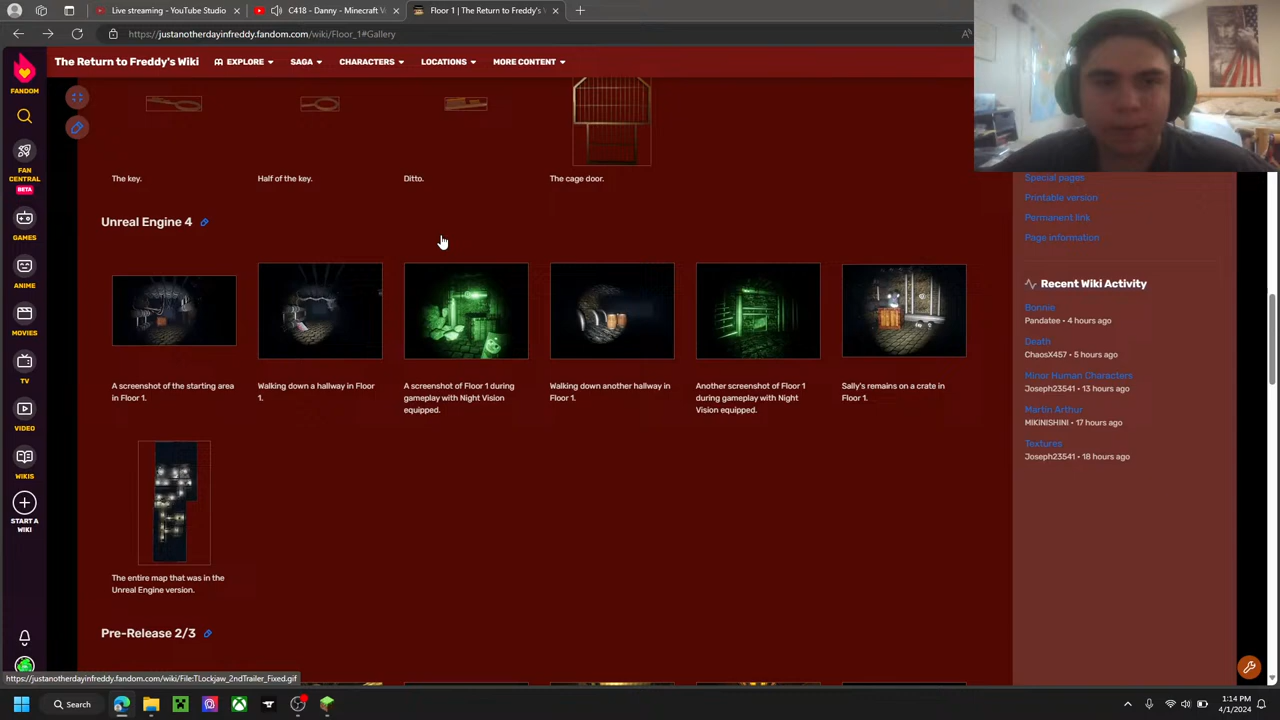 Live streaming - YouTube Studio
C418 - Danny - Minecraft V
Floor 1 | The Return to Freddy's W
https://justanotherdayinfreddy.fandom.com/wiki/Floor_1#Gallery
The Return to Freddy's Wiki
EXPLORE
SAGA
CHARACTERS
LOCATIONS
MORE CONTENT
FANDOM
FAN CENTRAL
BETA
GAMES
ANIME
MOVIES
TV
VIDEO
WIKIS
START A WIKI
The key.
Half of the key.
Ditto.
The cage door.
Unreal Engine 4
A screenshot of the starting area
in Floor 1.
Walking down a hallway in Floor
1.
A screenshot of Floor 1 during
gameplay with Night Vision
equipped.
Walking down another hallway in
Floor 1.
Another screenshot of Floor 1
during gameplay with Night
Vision equipped.
Sally's remains on a crate in
Floor 1.
The entire map that was in the
Unreal Engine version.
Pre-Release 2/3
Special pages
Printable version
Permanent link
Page information
Recent Wiki Activity
Bonnie
Pandatee • 4 hours ago
Death
ChaosX457 • 5 hours ago
Minor Human Characters
Joseph23541 • 13 hours ago
Martin Arthur
MIKINISHINI • 17 hours ago
Textures
Joseph23541 • 18 hours ago
https://justanotherdayinfreddy.fandom.com/wiki/File:TLockjaw_2ndTrailer_Fixed.gif
Search
1:14 PM
4/1/2024